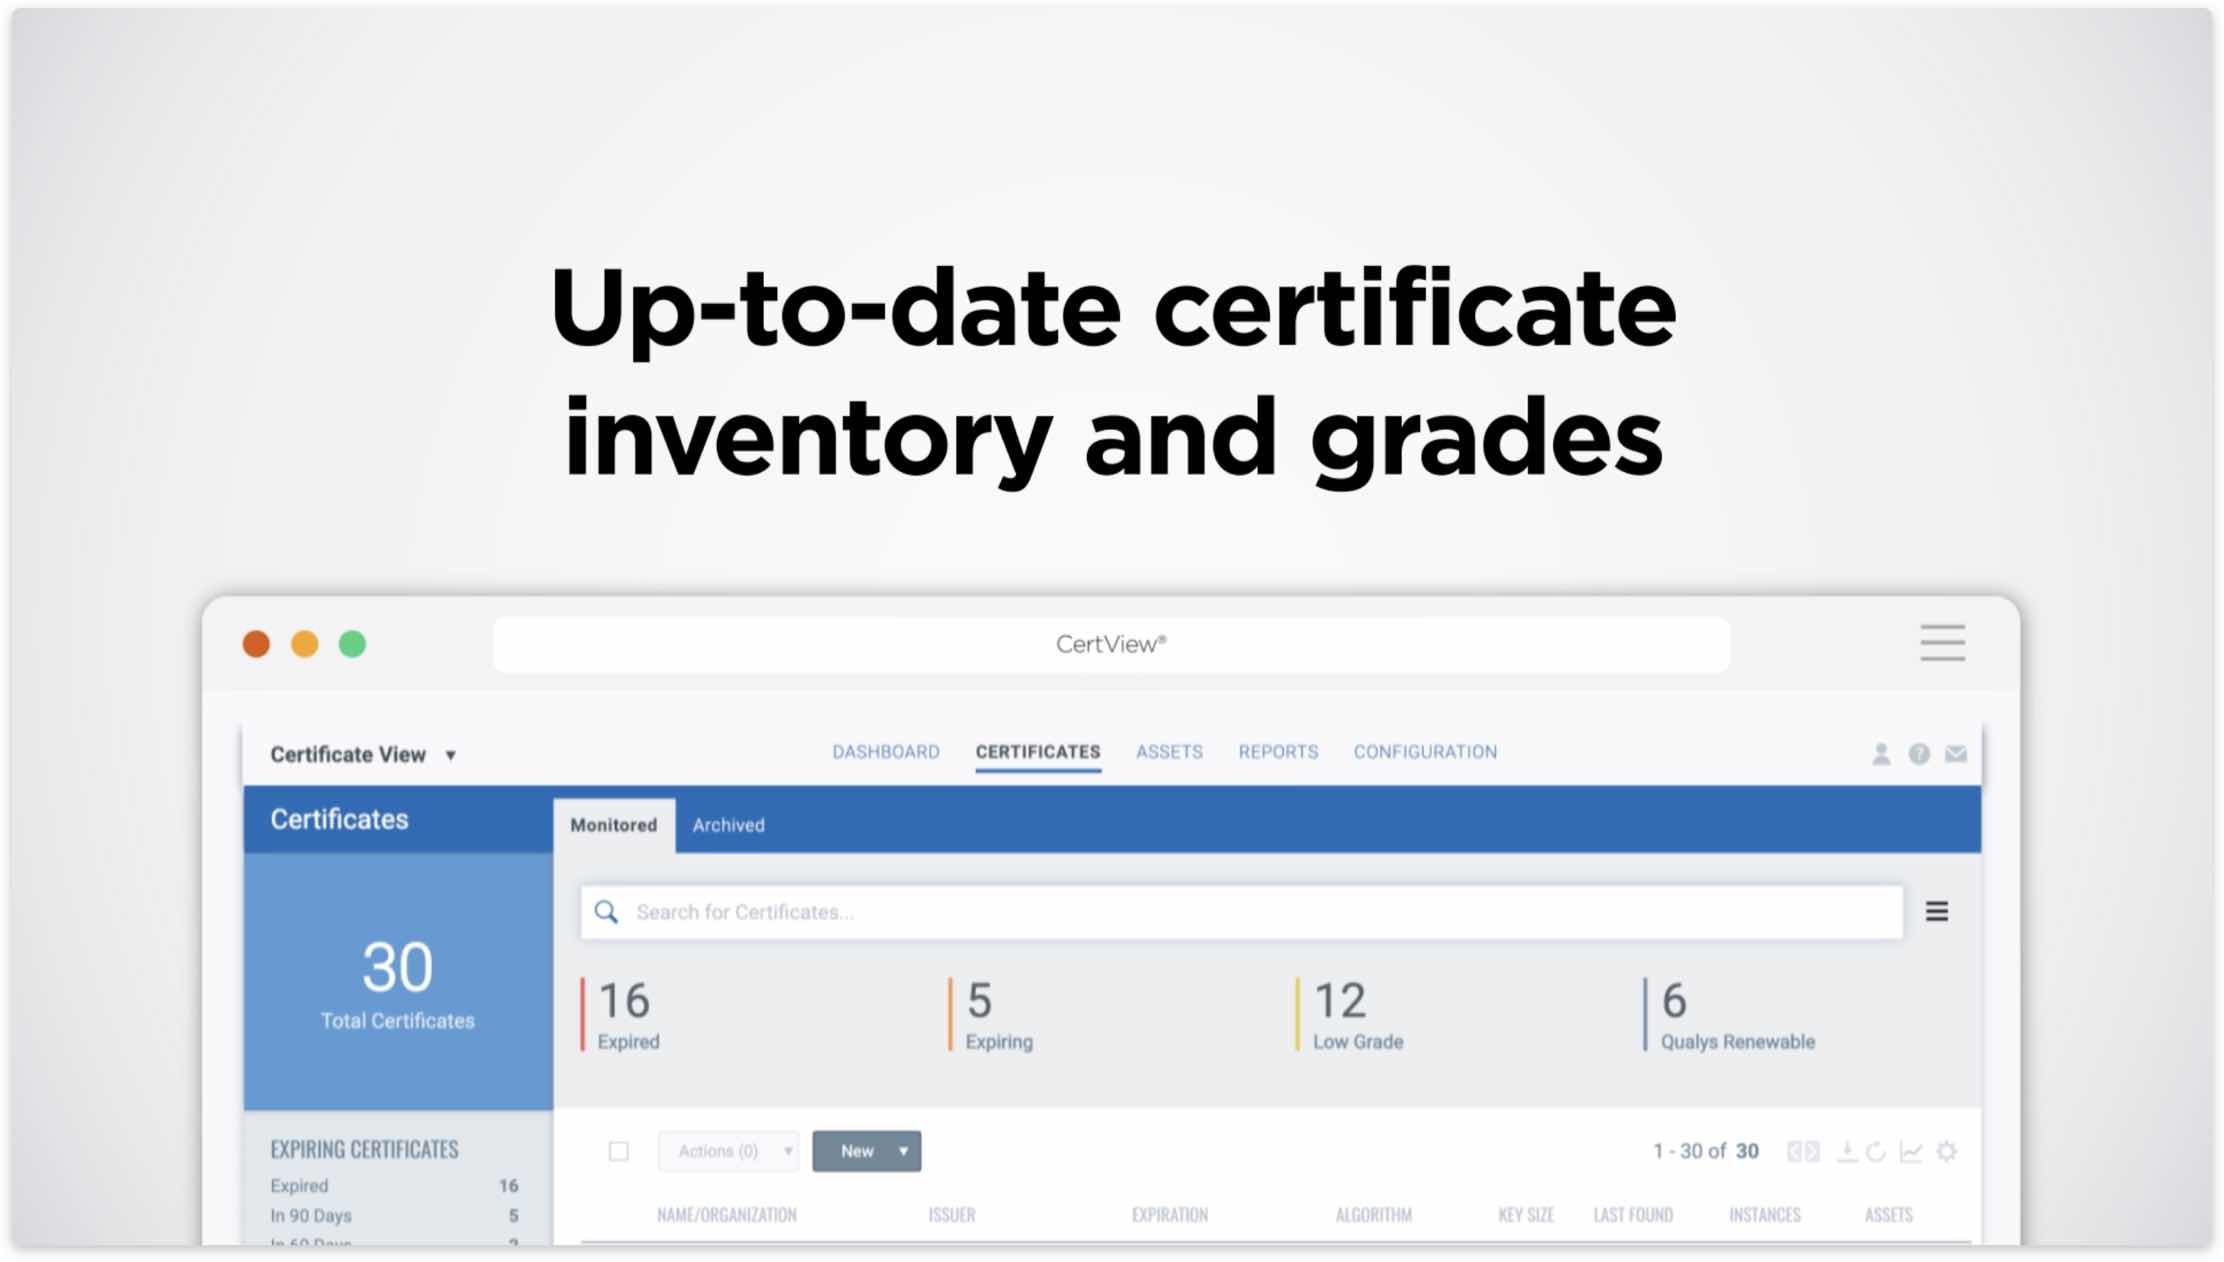 Up-to-date certificate
inventory and grades
CertView®
Certificate View
DASHBOARD CERTIFICATES ASSETS REPORTS CONFIGURATION
Certificates
Monitored Archived
Search for Certificates...
30
Total Certificates
16
Expired
5
Expiring
12
Low Grade
6
Qualys Renewable
Actions (0) New
1 - 30 of 30
EXPIRING CERTIFICATES
Expired 16
In 90 Days 5
NAME/ORGANIZATION ISSUER EXPIRATION ALGORITHM KEY SIZE LAST FOUND INSTANCES ASSETS
In 60 Days